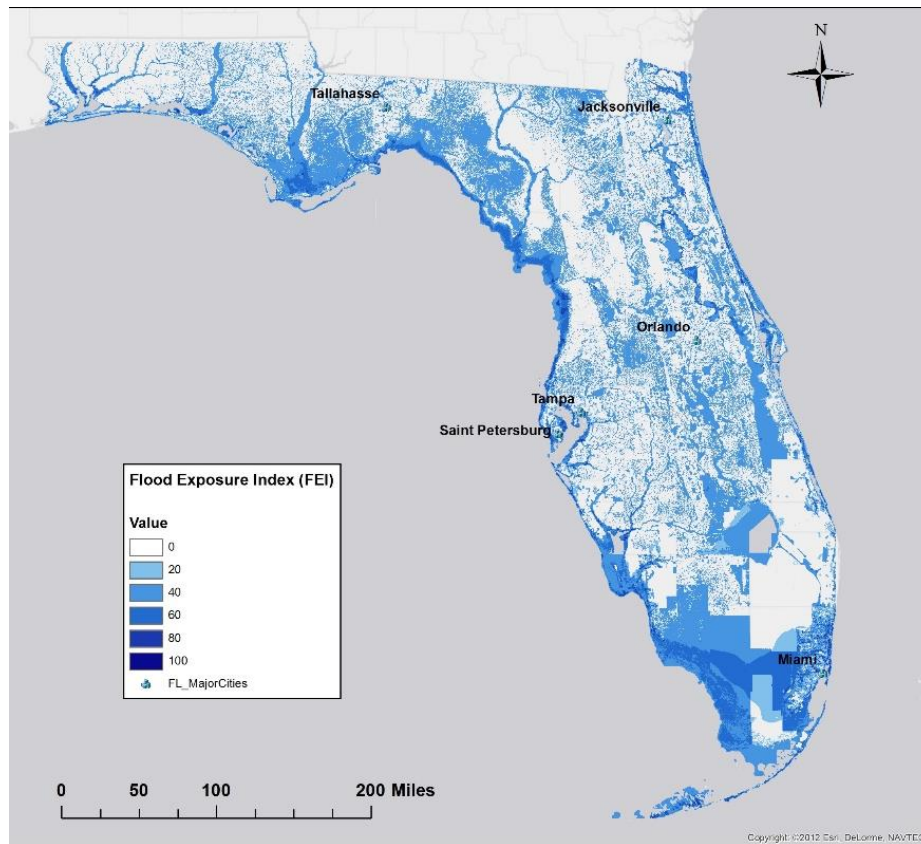 N
Tallahasse
Jacksonville
Orlando
Tampa
Saint Petersburg
Flood Exposure Index (FEI)
Value
0
20
40
60
80
100
FL_MajorCities
Miami
0 50 100 200 Miles
Copyright: ©2012 Esri, DeLorme, NAVTE